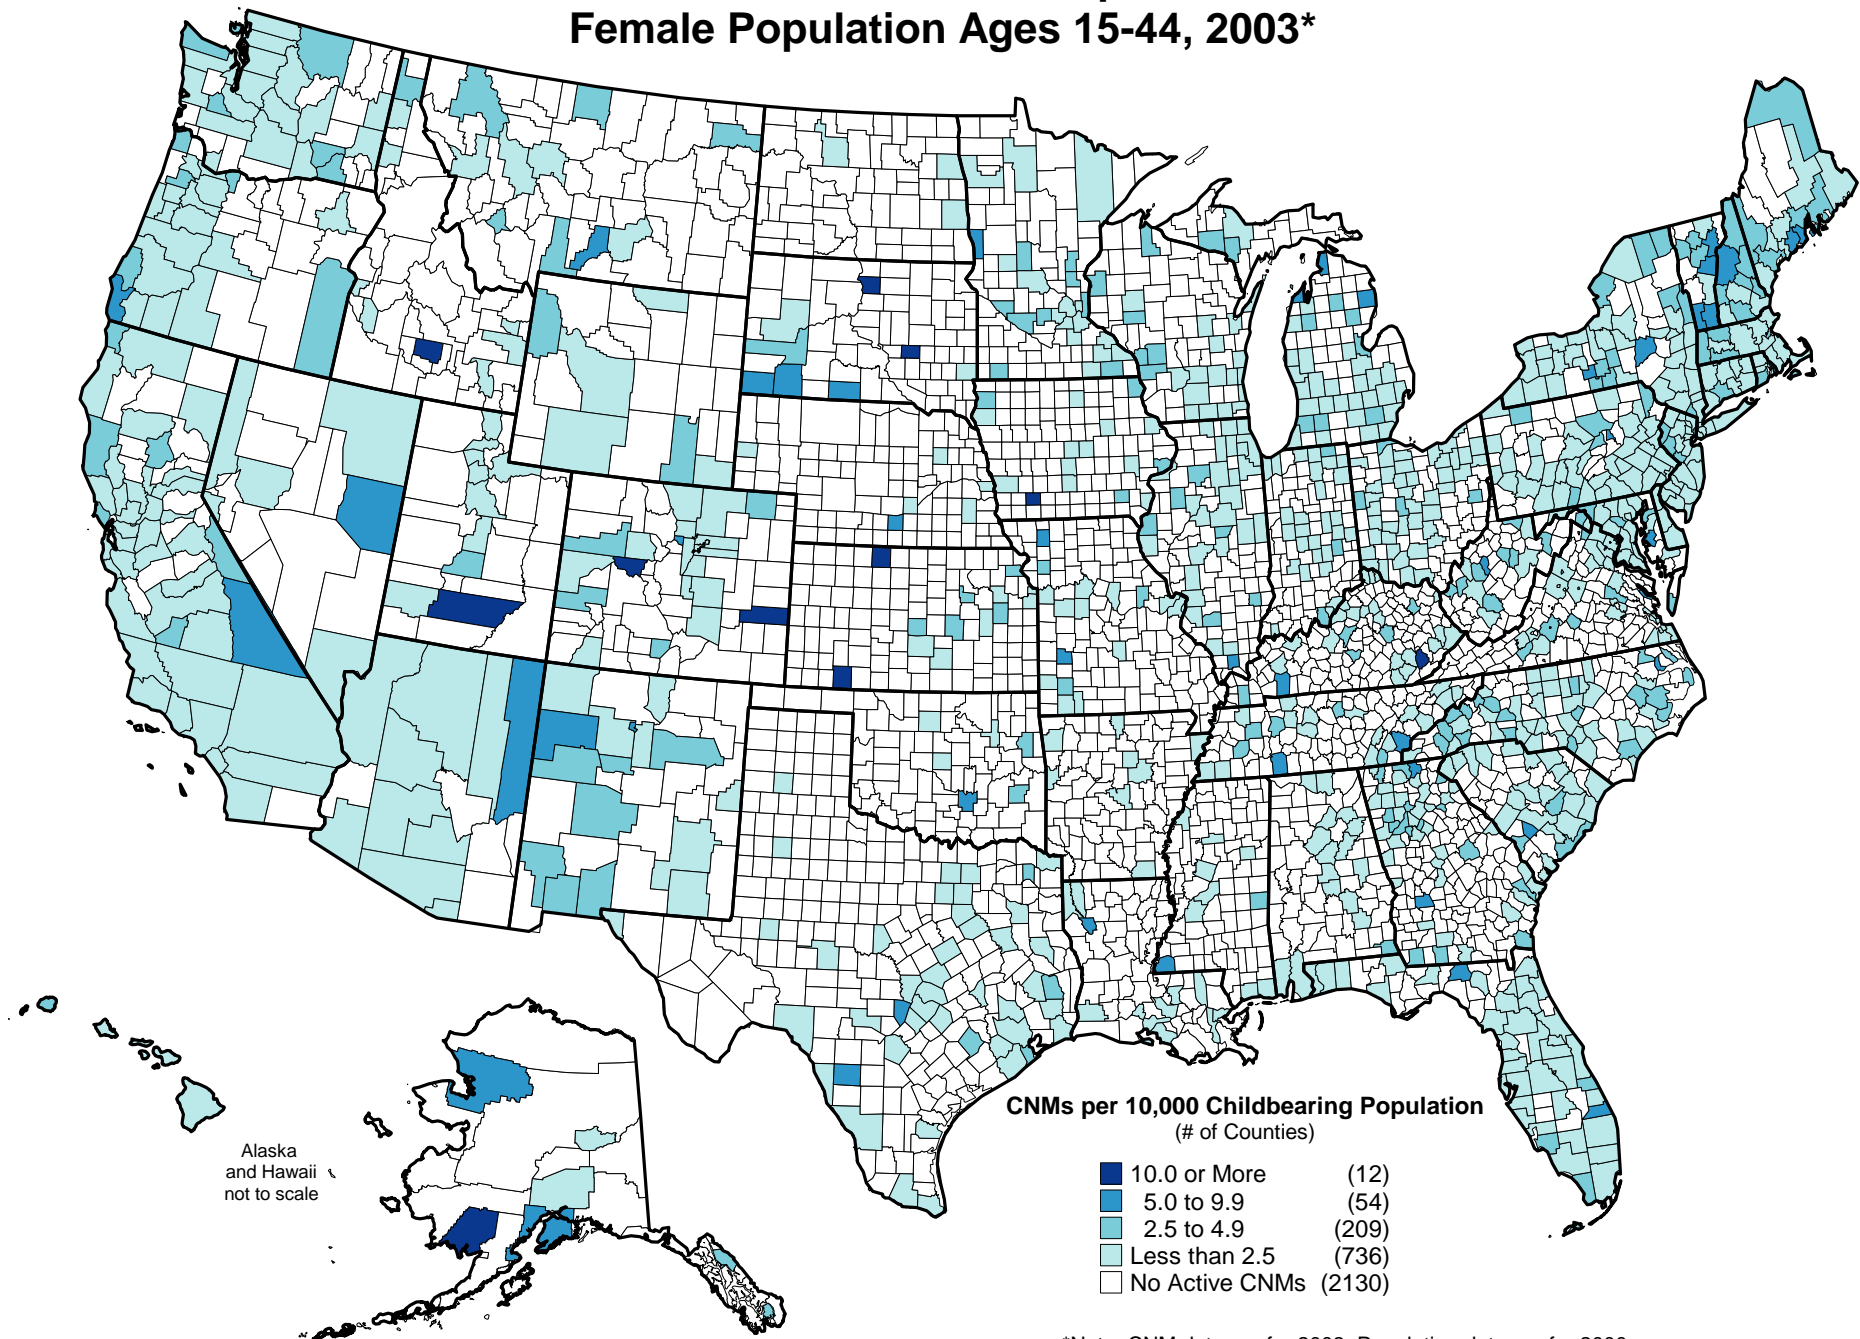 Female Population Ages 15-44, 2003*
Alaska
and Hawaii
not to scale
CNMs per 10,000 Childbearing Population
(# of Counties)
10.0 or More (12)
5.0 to 9.9 (54)
2.5 to 4.9 (209)
Less than 2.5 (736)
No Active CNMs (2130)